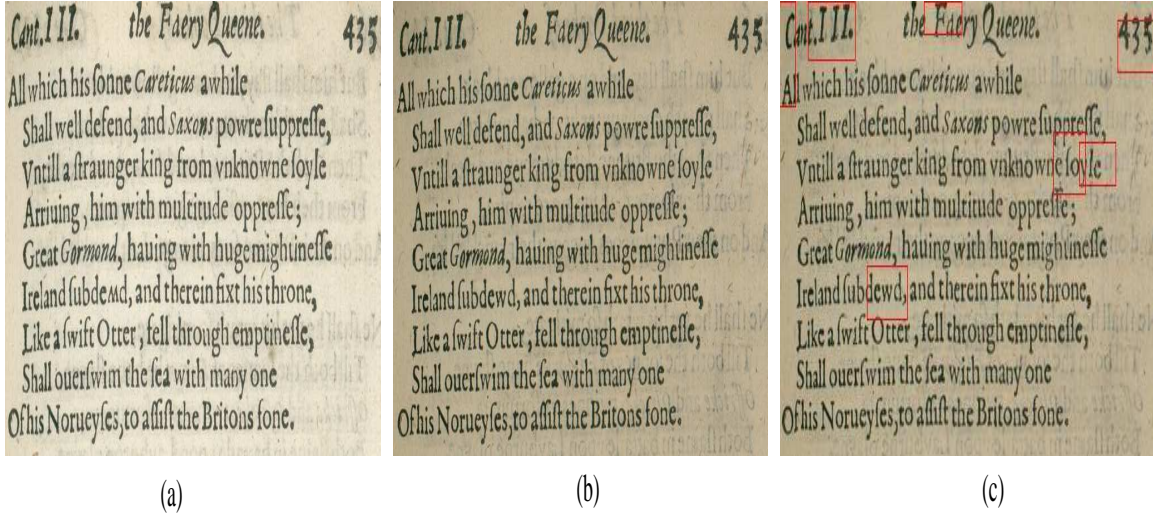 Cant.III. the Faery Queene. 435
All which his ſonne Careticus awhile
Shall well defend, and Saxons powre ſuppreſſe,
Vntill a ſtraunger king from vnknowne ſoyle
Arriuing, him with multitude oppreſſe;
Great Gormond, hauing with huge mightineſſe
Ireland ſubdewd, and therein fixt his throne,
Like a ſwift Otter, fell through emptineſſe,
Shall ouerſwim the ſea with many one
Of his Norueyſes, to aſſiſt the Britons fone.
(a)
Cant.III. the Faery Queene. 435
All which his ſonne Careticus awhile
Shall well defend, and Saxons powre ſuppreſſe,
Vntill a ſtraunger king from vnknowne ſoyle
Arriuing, him with multitude oppreſſe;
Great Gormond, hauing with huge mightineſſe
Ireland ſubdewd, and therein fixt his throne,
Like a ſwift Otter, fell through emptineſſe,
Shall ouerſwim the ſea with many one
Of his Norueyſes, to aſſiſt the Britons fone.
(b)
Cant.III. the Faery Queene. 435
All which his ſonne Careticus awhile
Shall well defend, and Saxons powre ſuppreſſe,
Vntill a ſtraunger king from vnknowne ſoyle
Arriuing, him with multitude oppreſſe;
Great Gormond, hauing with huge mightineſſe
Ireland ſubdewd, and therein fixt his throne,
Like a ſwift Otter, fell through emptineſſe,
Shall ouerſwim the ſea with many one
Of his Norueyſes, to aſſiſt the Britons fone.
(c)